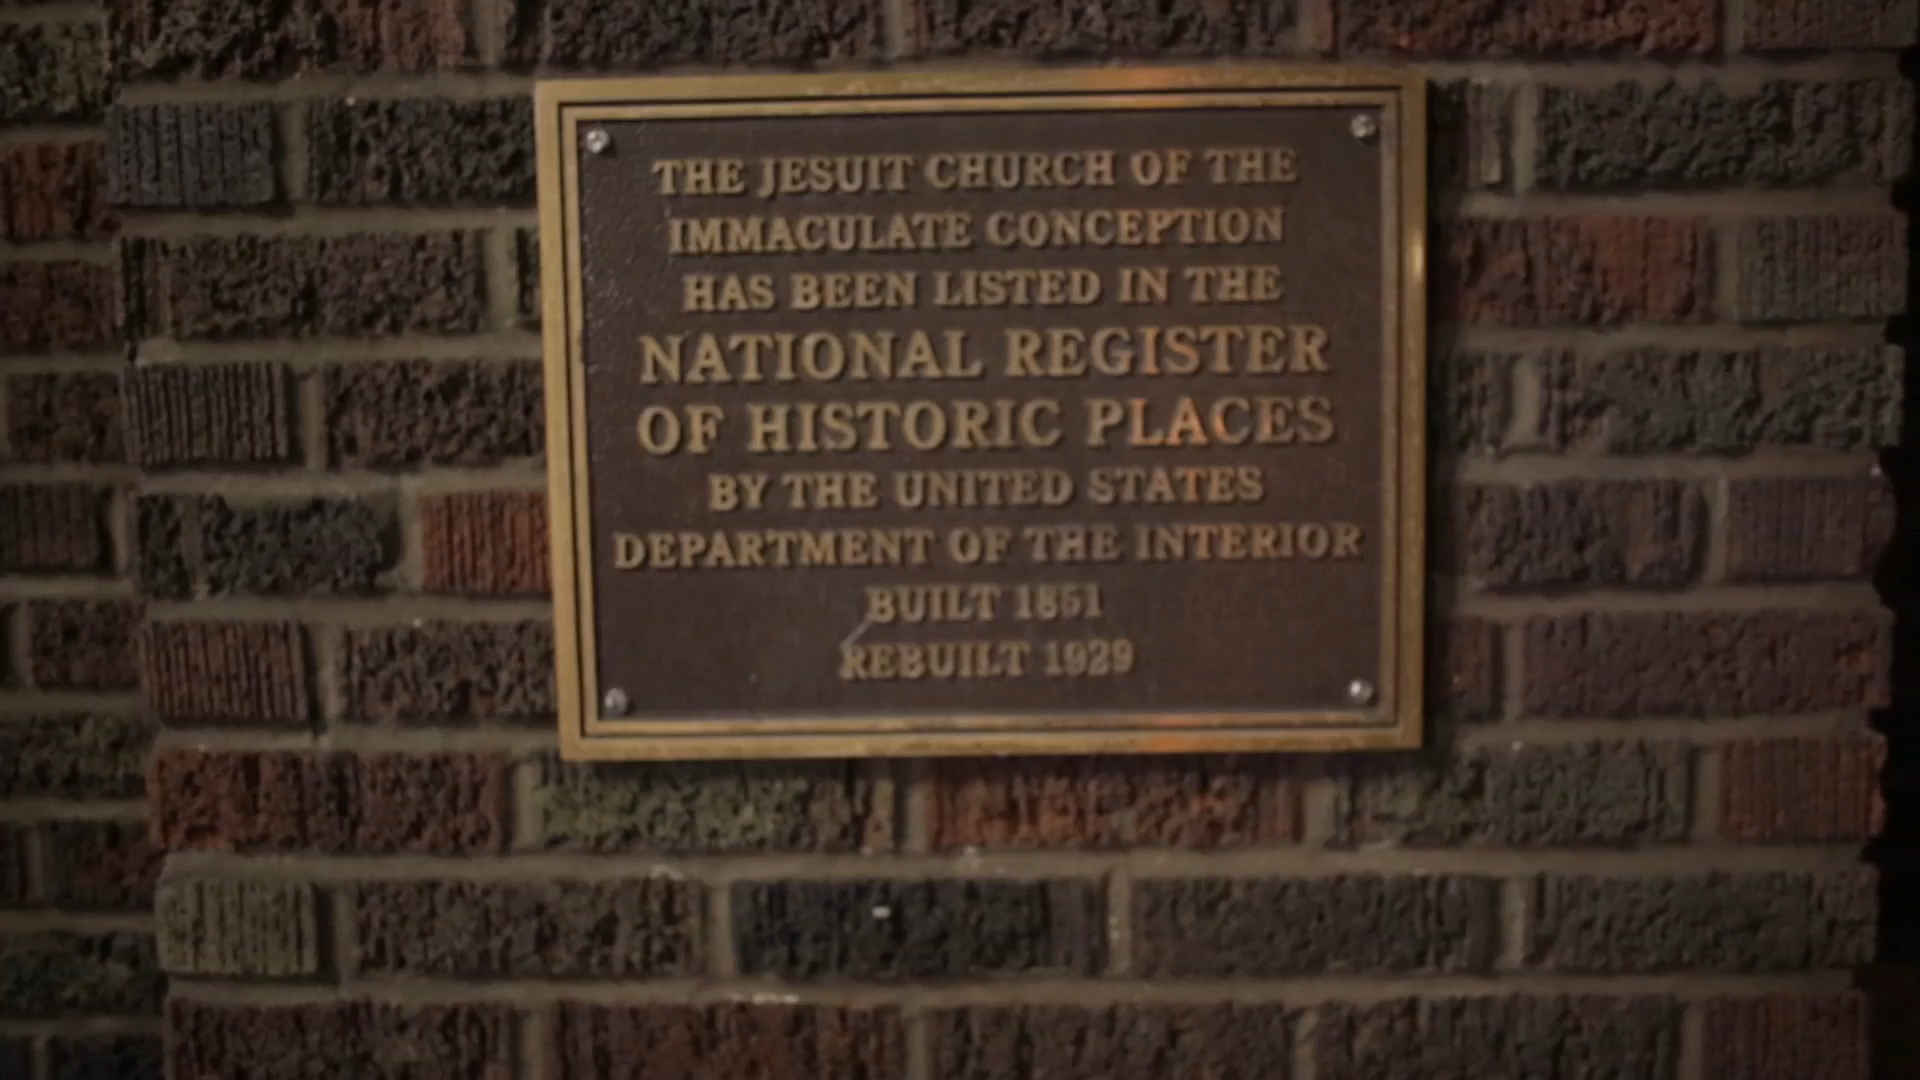 THE JESUIT CHURCH OF THE
IMMACULATE CONCEPTION
HAS BEEN LISTED IN THE
NATIONAL REGISTER
OF HISTORIC PLACES
BY THE UNITED STATES
DEPARTMENT OF THE INTERIOR
BUILT 1851
REBUILT 1929